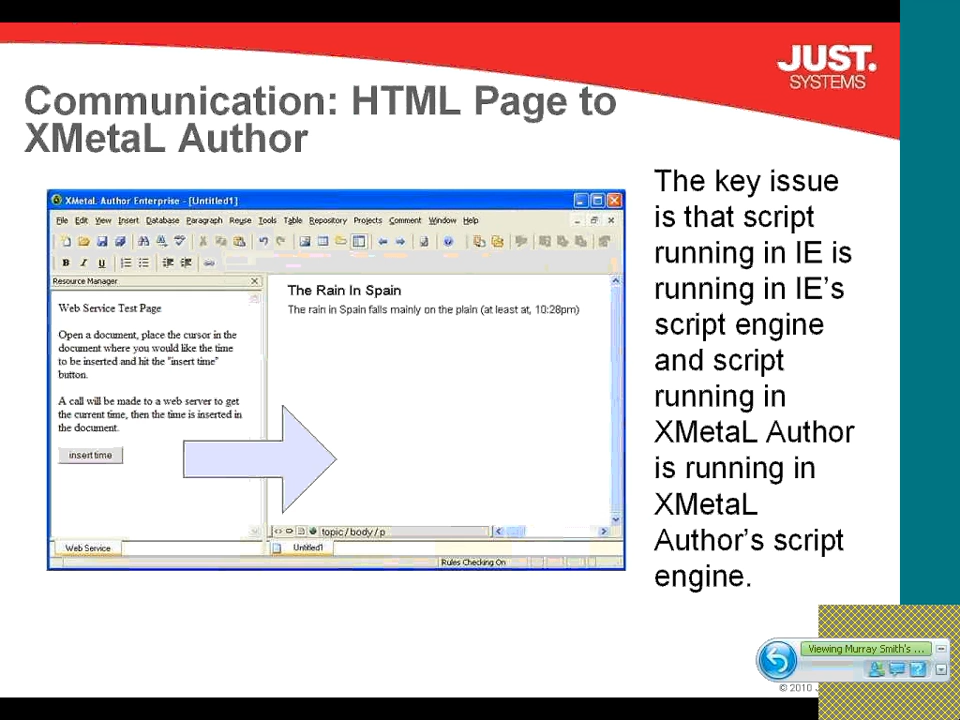 JUST.
SYSTEMS
Communication: HTML Page to
XMetaL Author
XMetaL Author Enterprise - [Untitled1]
File Edit View Insert Database Paragraph Reuse Tools Table Repository Projects Comment Window Help
B I U
Resource Manager
Web Service Test Page
Open a document, place the cursor in the
document where you would like the time
to be inserted and hit the "insert time"
button.
A call will be made to a web server to get
the current time, then the time is inserted in
the document.
insert time
Web Service
The Rain In Spain
The rain in Spain falls mainly on the plain (at least at, 10:28pm)
topic / body / p
Untitled1
Rules Checking On
The key issue
is that script
running in IE is
running in IE's
script engine
and script
running in
XMetaL Author
is running in
XMetaL
Author's script
engine.
Viewing Murray Smith's ...
© 2010